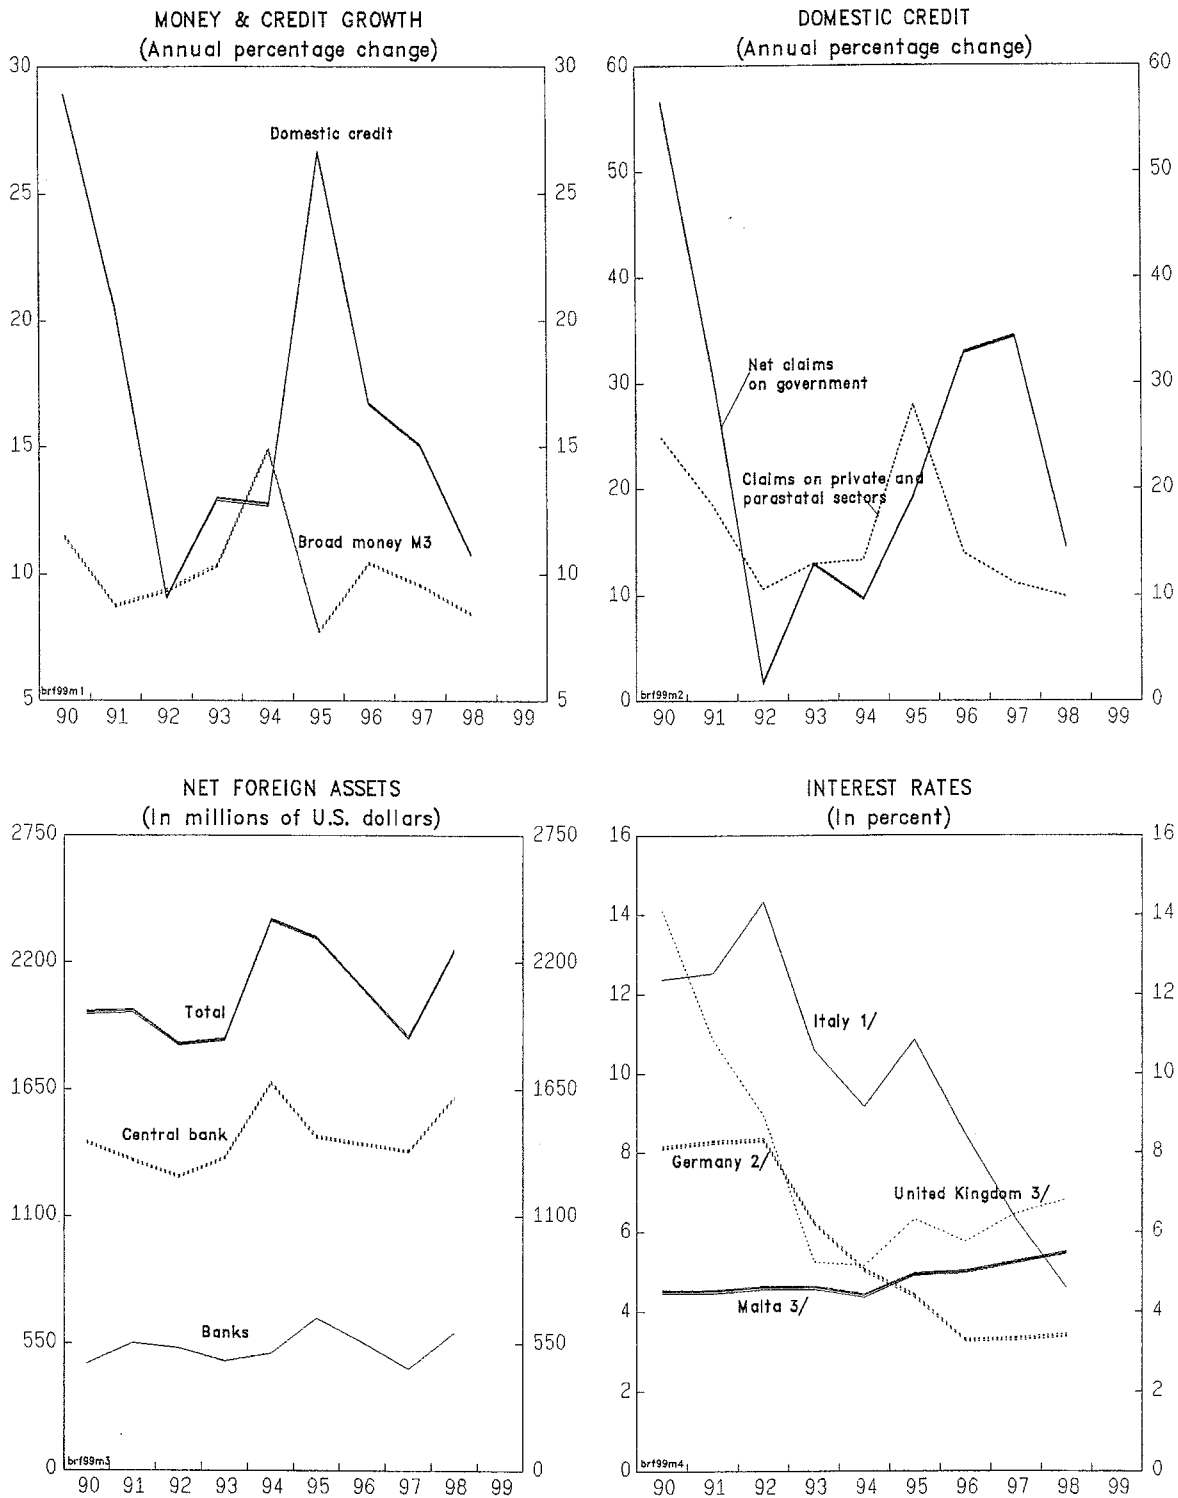 MONEY & CREDIT GROWTH
(Annual percentage change)
30
30
Domestic credit
25
25
20
20
15
15
Broad money M3
10
10
5
5
brf99m1
90 91 92 93 94 95 96 97 98 99
DOMESTIC CREDIT
(Annual percentage change)
60
60
50
50
40
40
Net claims
on government
30
30
Claims on private and
parastatal sectors
20
20
10
10
0
0
brf99m2
90 91 92 93 94 95 96 97 98 99
NET FOREIGN ASSETS
(In millions of U.S. dollars)
2750
2750
2200
2200
Total
1650
1650
Central bank
1100
1100
Banks
550
550
0
0
brf99m3
90 91 92 93 94 95 96 97 98 99
INTEREST RATES
(In percent)
16
16
14
14
12
12
Italy 1/
10
10
8
8
Germany 2/
United Kingdom 3/
6
6
Malta 3/
4
4
2
2
0
0
brf99m4
90 91 92 93 94 95 96 97 98 99